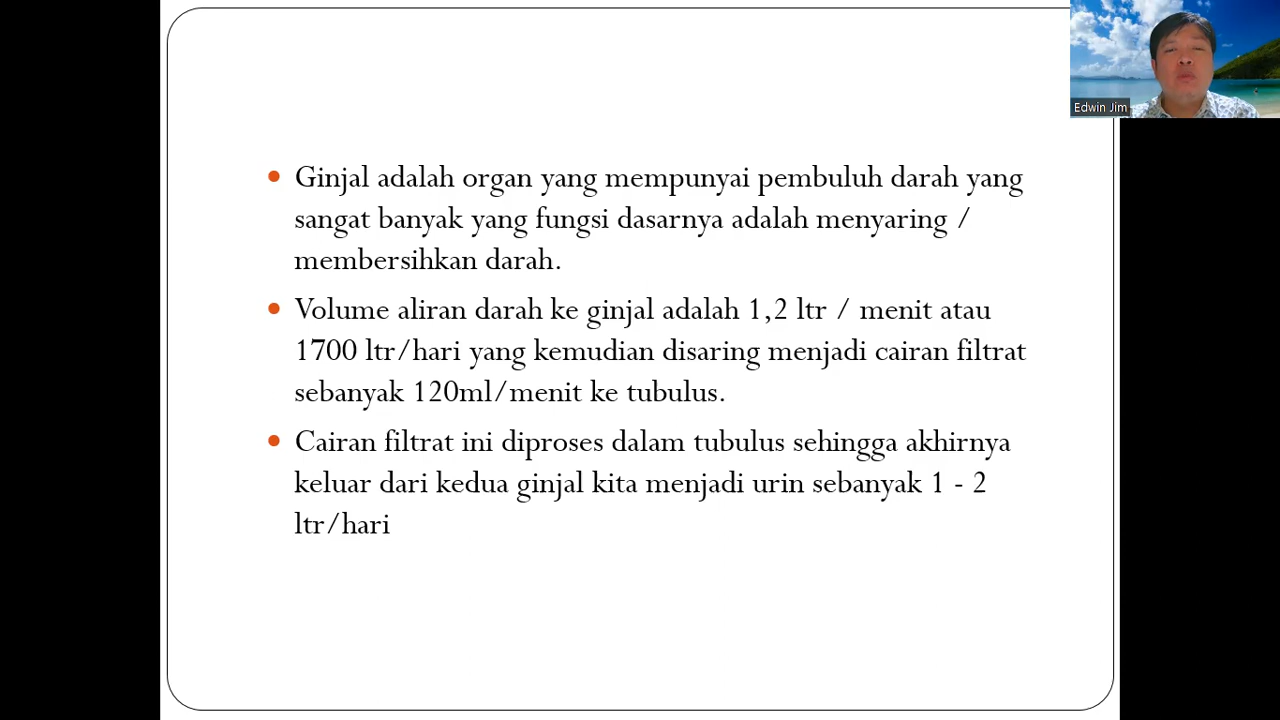 Edwin Jim
Ginjal adalah organ yang mempunyai pembuluh darah yang
sangat banyak yang fungsi dasarnya adalah menyaring /
membersihkan darah.
Volume aliran darah ke ginjal adalah 1,2 ltr / menit atau
1700 ltr/hari yang kemudian disaring menjadi cairan filtrat
sebanyak 120ml/menit ke tubulus.
Cairan filtrat ini diproses dalam tubulus sehingga akhirnya
keluar dari kedua ginjal kita menjadi urin sebanyak 1 - 2
ltr/hari